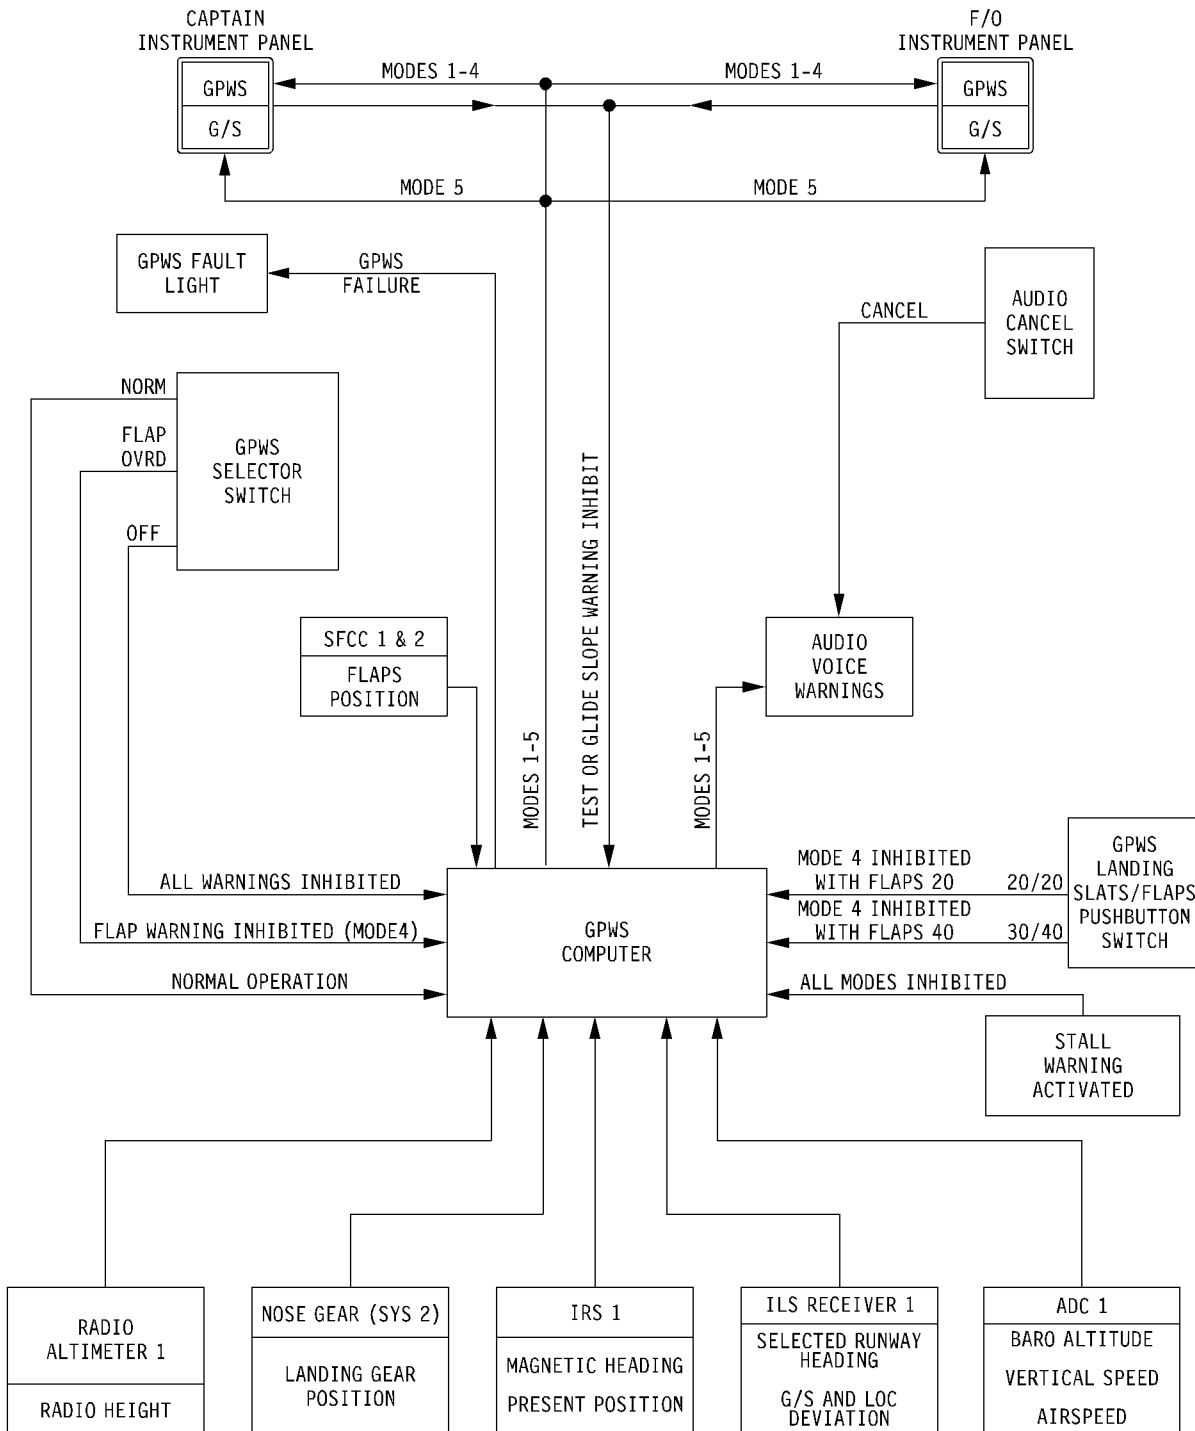 CAPTAIN
INSTRUMENT PANEL
F/O
INSTRUMENT PANEL
GPWS
G/S
MODES 1-4
MODES 1-4
GPWS
G/S
MODE 5
MODE 5
GPWS FAULT
LIGHT
GPWS
FAILURE
CANCEL
AUDIO
CANCEL
SWITCH
NORM
FLAP
OVRD
OFF
GPWS
SELECTOR
SWITCH
TEST OR GLIDE SLOPE WARNING INHIBIT
SFCC 1 & 2
FLAPS
POSITION
AUDIO
VOICE
WARNINGS
MODES 1-5
MODES 1-5
ALL WARNINGS INHIBITED
FLAP WARNING INHIBITED (MODE4)
NORMAL OPERATION
GPWS
COMPUTER
MODE 4 INHIBITED
WITH FLAPS 20
20/20
MODE 4 INHIBITED
WITH FLAPS 40
30/40
GPWS
LANDING
SLATS/FLAPS
PUSHBUTTON
SWITCH
ALL MODES INHIBITED
STALL
WARNING
ACTIVATED
RADIO
ALTIMETER 1
RADIO HEIGHT
NOSE GEAR (SYS 2)
LANDING GEAR
POSITION
IRS 1
MAGNETIC HEADING
PRESENT POSITION
ILS RECEIVER 1
SELECTED RUNWAY
HEADING
G/S AND LOC
DEVIATION
ADC 1
BARO ALTITUDE
VERTICAL SPEED
AIRSPEED